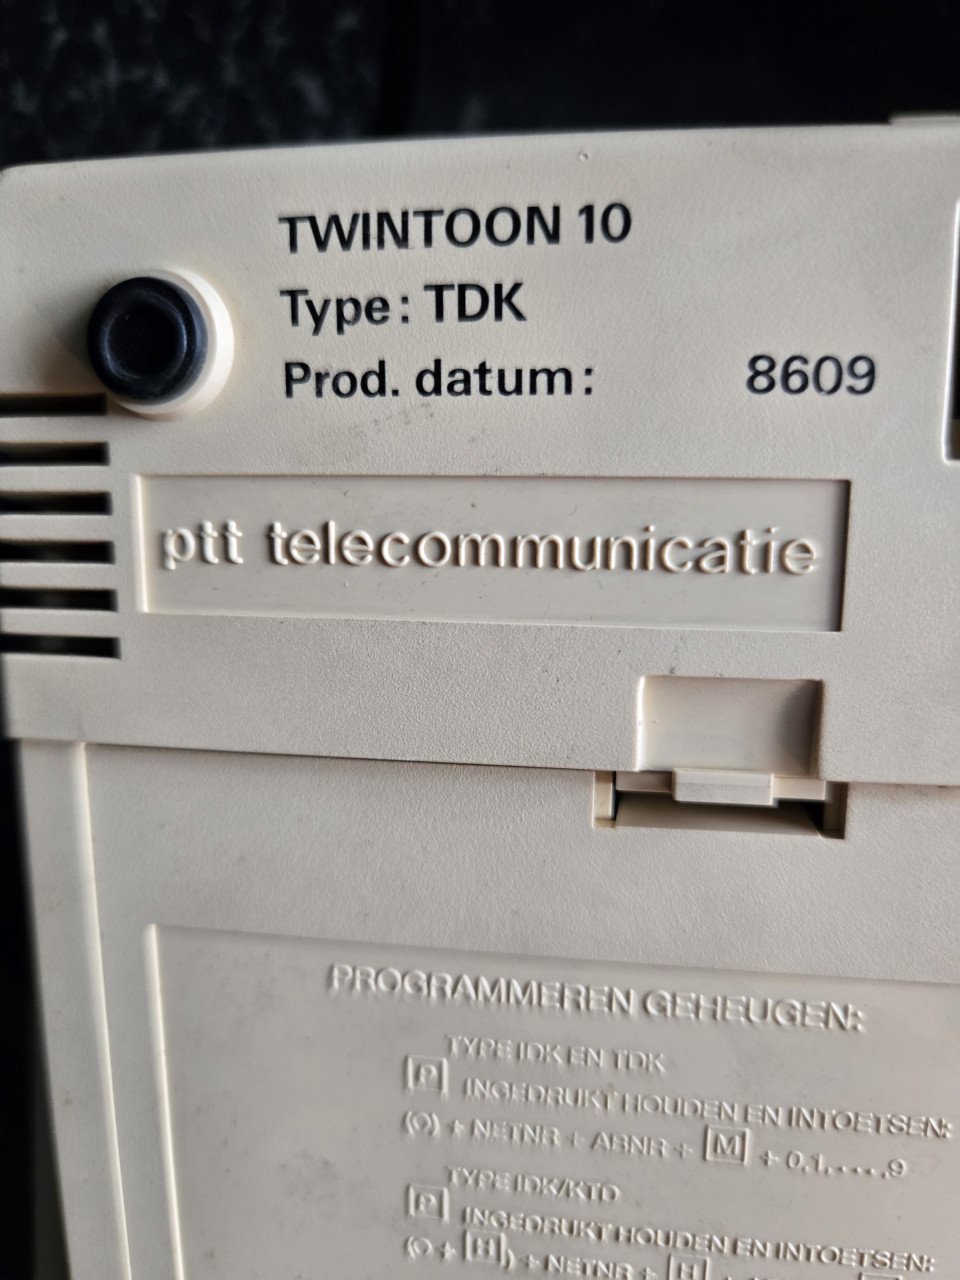 TWINTOON 10
Type: TDK
Prod. datum: 8609
ptt telecommunicatie
PROGRAMMEREN GEHEUGEN:
TYPE IDK EN TDK
[P] INGEDRUKT HOUDEN EN INTOETSEN:
(O) + NETNR + ABNR + [M] + 0,1,....,9
TYPE IDK/KTD
[P] INGEDRUKT HOUDEN EN INTOETSEN:
(O + [H]) + NETNR + [H] +